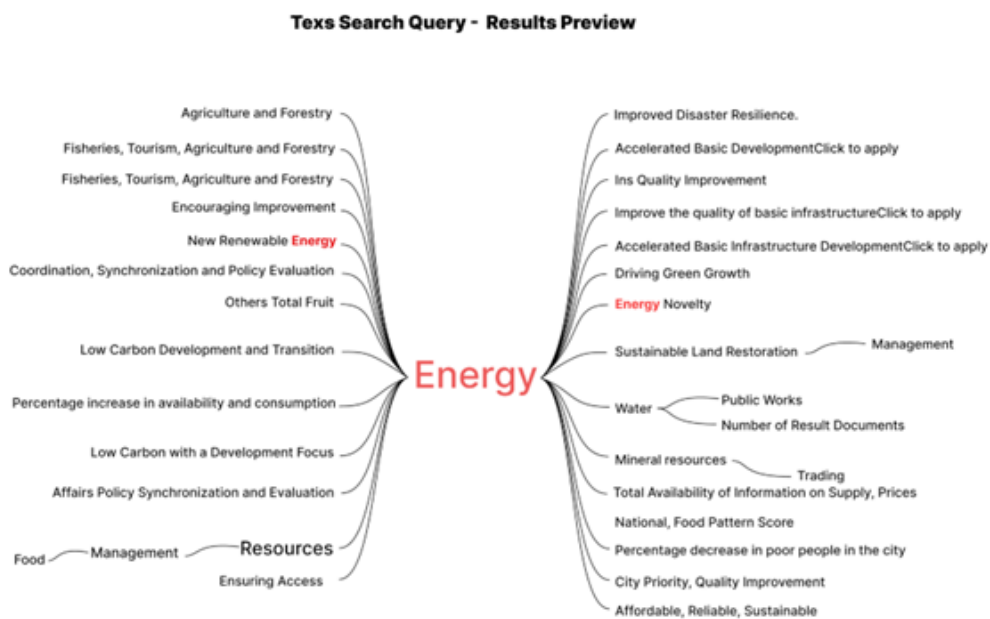 Texs Search Query - Results Preview
Agriculture and Forestry
Fisheries, Tourism, Agriculture and Forestry
Fisheries, Tourism, Agriculture and Forestry
Encouraging Improvement
New Renewable Energy
Coordination, Synchronization and Policy Evaluation
Others Total Fruit
Low Carbon Development and Transition
Percentage increase in availability and consumption
Low Carbon with a Development Focus
Affairs Policy Synchronization and Evaluation
Food Management Resources
Ensuring Access
Energy
Improved Disaster Resilience.
Accelerated Basic DevelopmentClick to apply
Ins Quality Improvement
Improve the quality of basic infrastructureClick to apply
Accelerated Basic Infrastructure DevelopmentClick to apply
Driving Green Growth
Energy Novelty
Sustainable Land Restoration Management
Water
Public Works
Number of Result Documents
Mineral resources
Trading
Total Availability of Information on Supply, Prices
National, Food Pattern Score
Percentage decrease in poor people in the city
City Priority, Quality Improvement
Affordable, Reliable, Sustainable